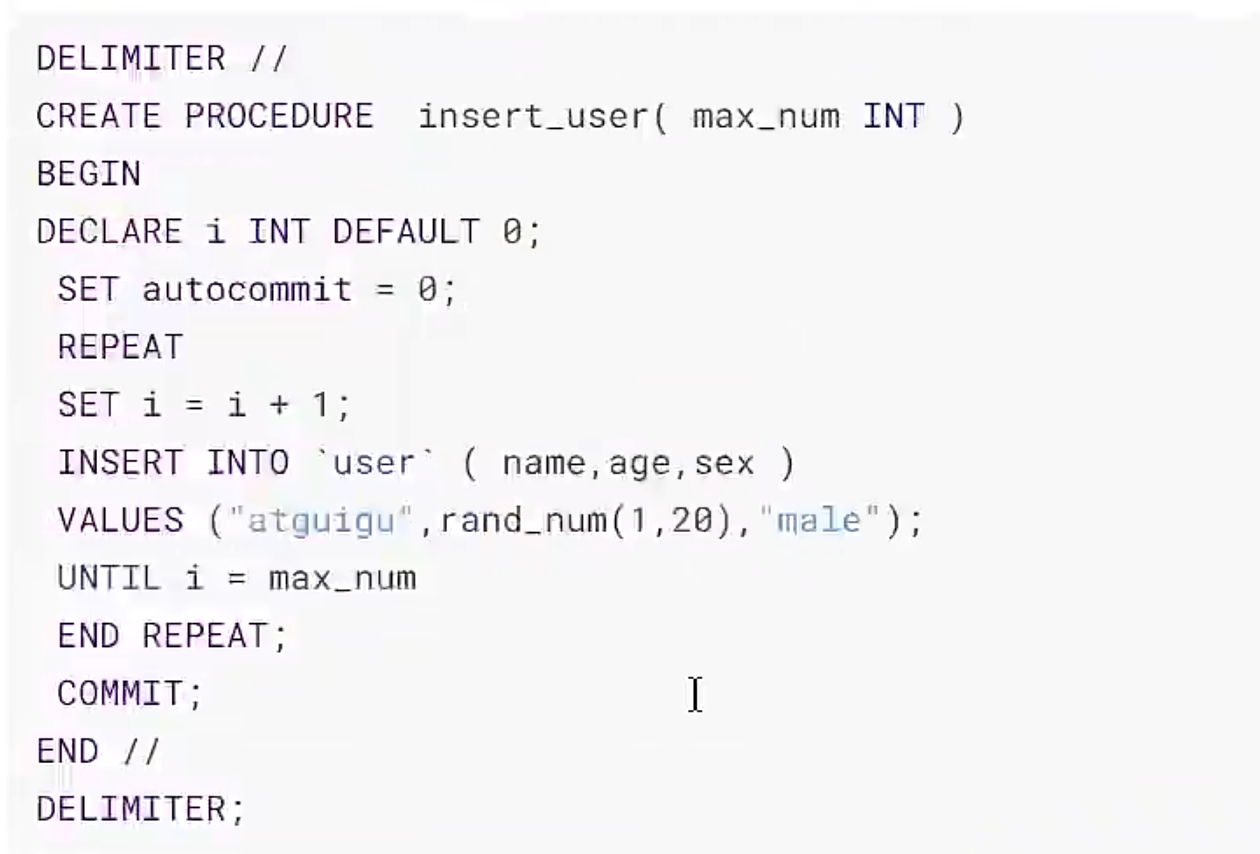 DELIMITER //
CREATE PROCEDURE  insert_user( max_num INT )
BEGIN
DECLARE i INT DEFAULT 0;
 SET autocommit = 0;
 REPEAT
 SET i = i + 1;
 INSERT INTO `user` ( name,age,sex )
 VALUES ("atguigu",rand_num(1,20),"male");
 UNTIL i = max_num
 END REPEAT;
 COMMIT;
END //
DELIMITER;